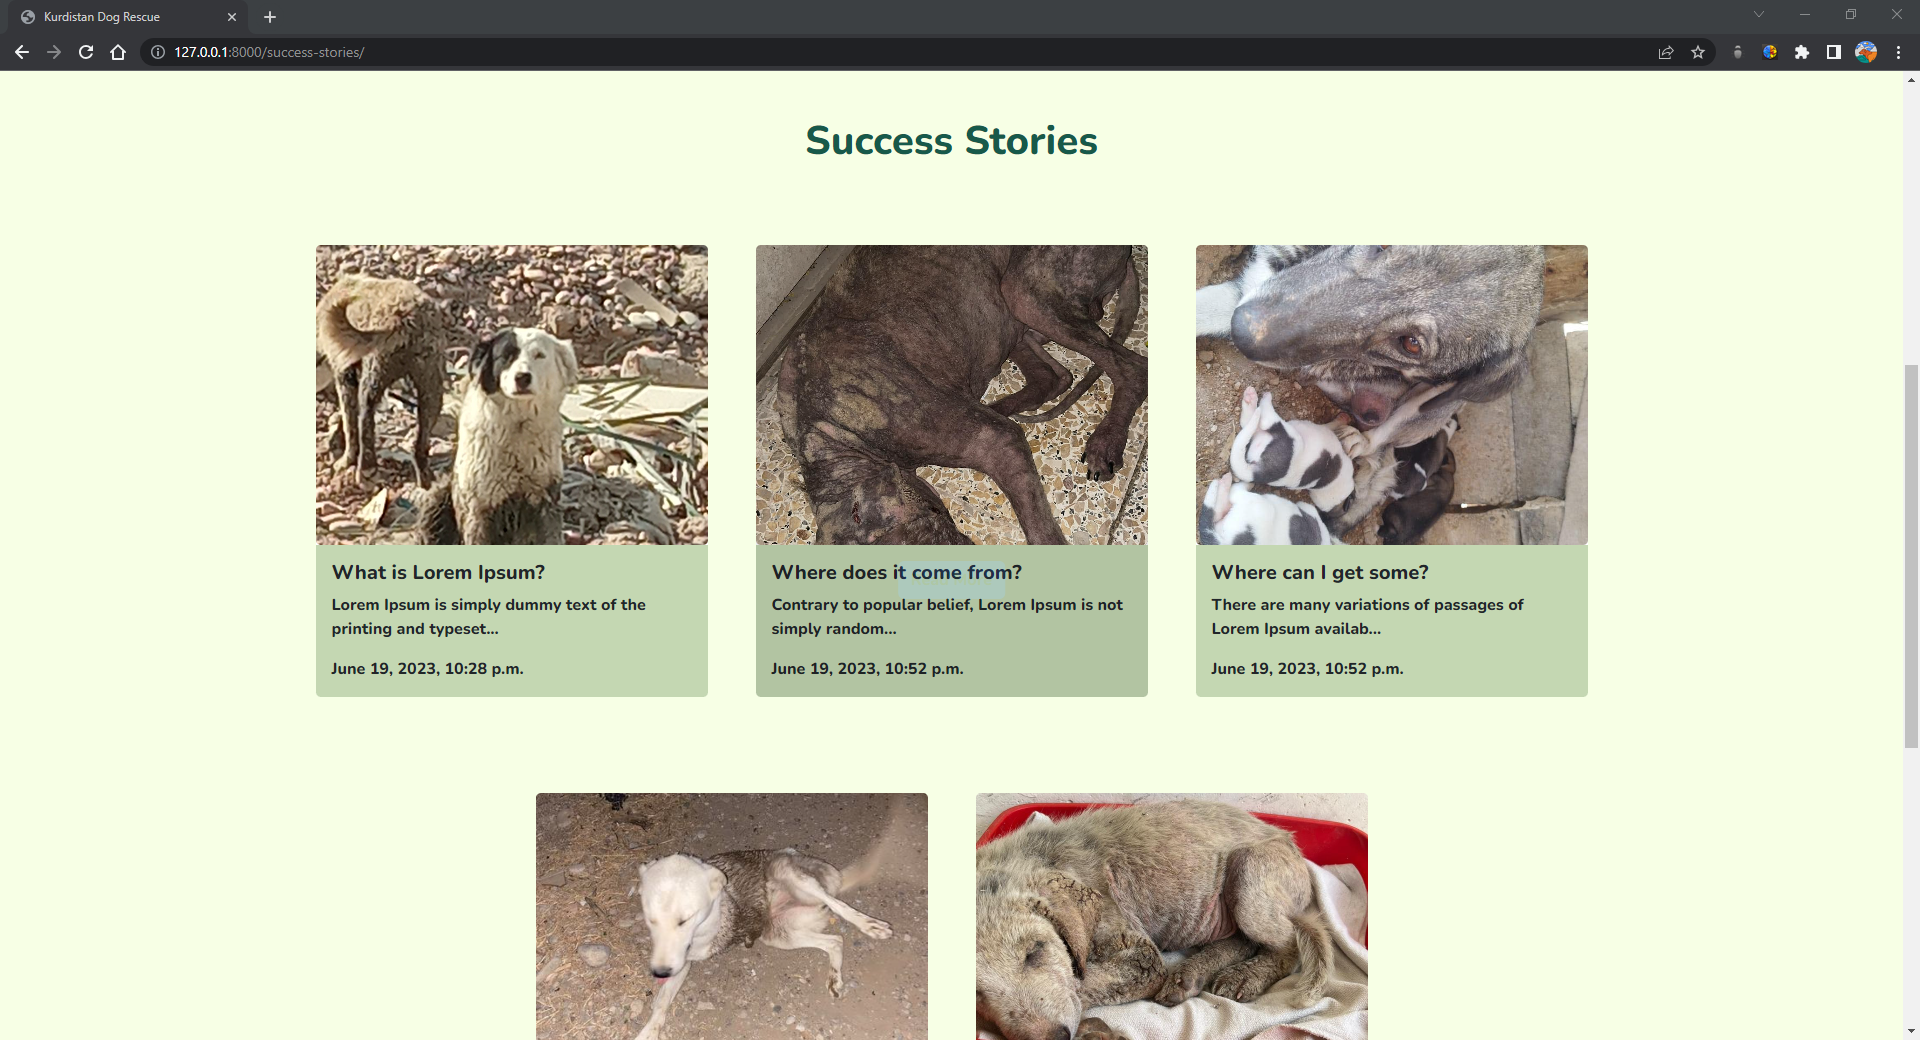 Kurdistan Dog Rescue
127.0.0.1:8000/success-stories/
Success Stories
What is Lorem Ipsum?
Lorem Ipsum is simply dummy text of the
printing and typeset...
June 19, 2023, 10:28 p.m.
Where does it come from?
Contrary to popular belief, Lorem Ipsum is not
simply random...
June 19, 2023, 10:52 p.m.
Where can I get some?
There are many variations of passages of
Lorem Ipsum availab...
June 19, 2023, 10:52 p.m.